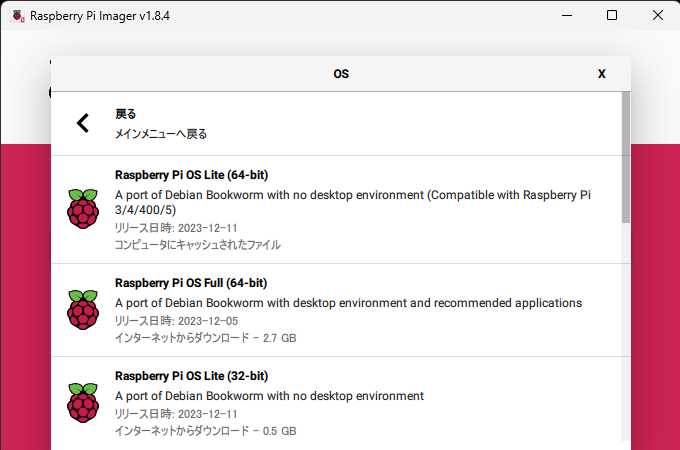 Raspberry Pi Imager v1.8.4
OS
X
戻る
メインメニューへ戻る
Raspberry Pi OS Lite (64-bit)
A port of Debian Bookworm with no desktop environment (Compatible with Raspberry Pi
3/4/400/5)
リリース日時: 2023-12-11
コンピュータにキャッシュされたファイル
Raspberry Pi OS Full (64-bit)
A port of Debian Bookworm with desktop environment and recommended applications
リリース日時: 2023-12-05
インターネットからダウンロード - 2.7 GB
Raspberry Pi OS Lite (32-bit)
A port of Debian Bookworm with no desktop environment
リリース日時: 2023-12-11
インターネットからダウンロード - 0.5 GB